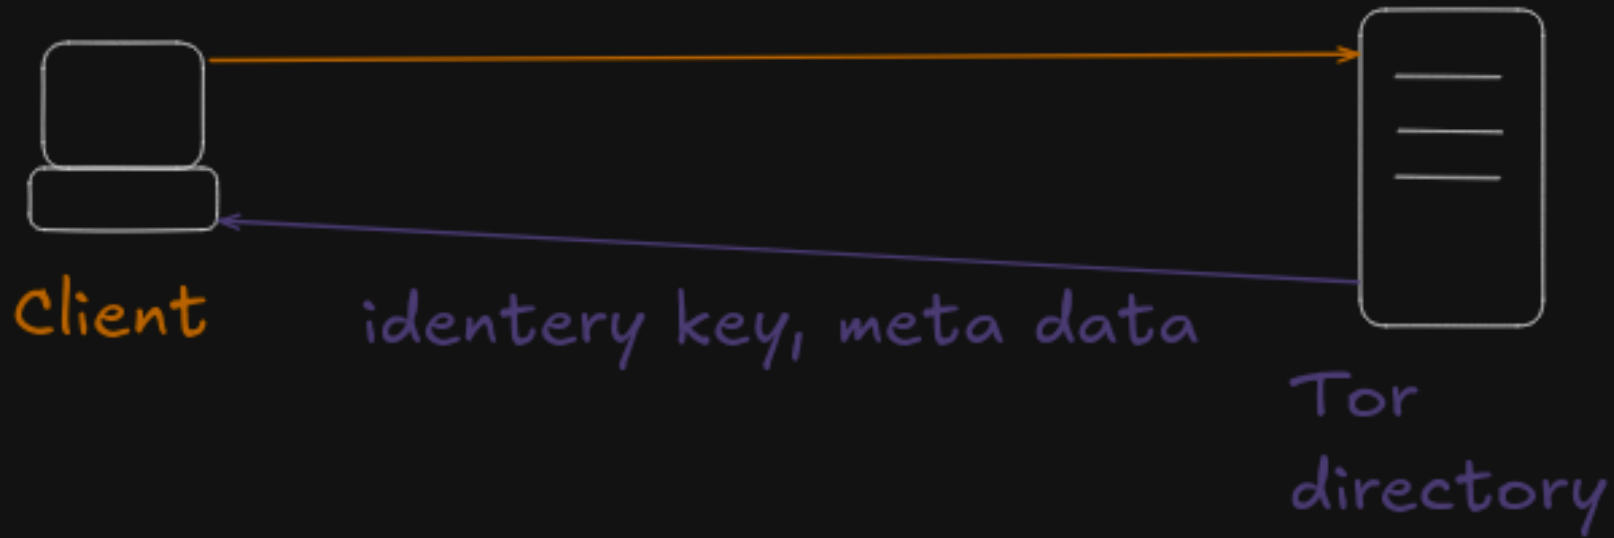 Client
identery key, meta data
Tor
directory